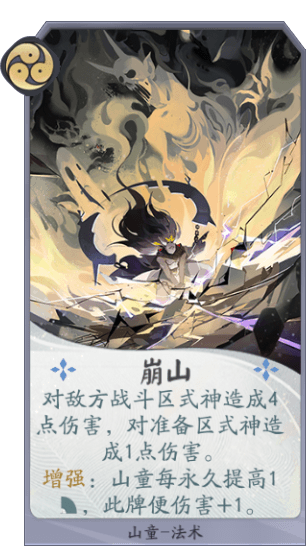 崩山
对敌方战斗区式神造成4
点伤害，对准备区式神造
成1点伤害。
增强：山童每永久提高1
，此牌便伤害+1。
山童-法术